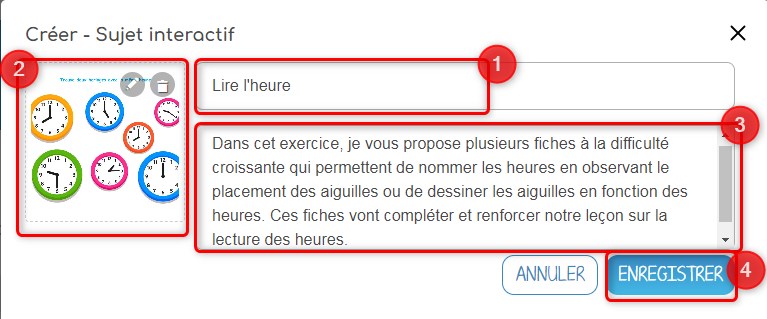 Créer - Sujet interactif
2
1
Lire l'heure
3
Dans cet exercice, je vous propose plusieurs fiches à la difficulté
croissante qui permettent de nommer les heures en observant le
placement des aiguilles ou de dessiner les aiguilles en fonction des
heures. Ces fiches vont compléter et renforcer notre leçon sur la
lecture des heures.
ANNULER
ENREGISTRER
4